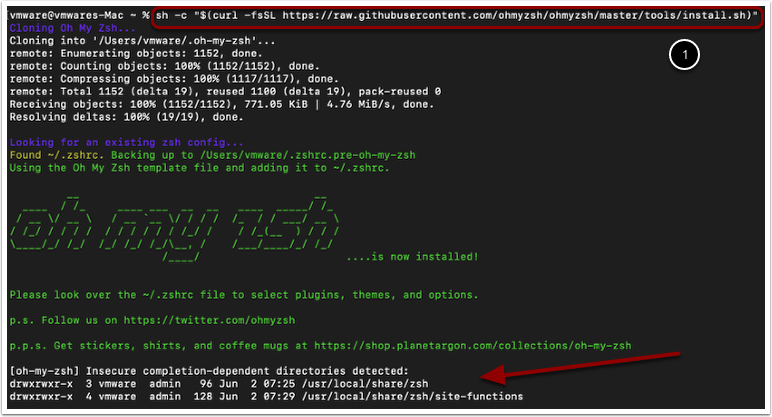 vmware@vmwares-Mac ~ % sh -c "$(curl -fsSL https://raw.githubusercontent.com/ohmyzsh/ohmyzsh/master/tools/install.sh)"
Cloning Oh My Zsh...
1
Cloning into '/Users/vmware/.oh-my-zsh'...
remote: Enumerating objects: 1152, done.
remote: Counting objects: 100% (1152/1152), done.
remote: Compressing objects: 100% (1117/1117), done.
remote: Total 1152 (delta 19), reused 1100 (delta 19), pack-reused 0
Receiving objects: 100% (1152/1152), 771.05 KiB | 4.76 MiB/s, done.
Resolving deltas: 100% (19/19), done.
Looking for an existing zsh config...
Found ~/.zshrc. Backing up to /Users/vmware/.zshrc.pre-oh-my-zsh
Using the Oh My Zsh template file and adding it to ~/.zshrc.
oh my zsh
....is now installed!
Please look over the ~/.zshrc file to select plugins, themes, and options.
p.s. Follow us on https://twitter.com/ohmyzsh
p.p.s. Get stickers, shirts, and coffee mugs at https://shop.planetargon.com/collections/oh-my-zsh
[oh-my-zsh] Insecure completion-dependent directories detected:
drwxrwxr-x  3 vmware  admin   96 Jun  2 07:25 /usr/local/share/zsh
drwxrwxr-x  4 vmware  admin  128 Jun  2 07:29 /usr/local/share/zsh/site-functions